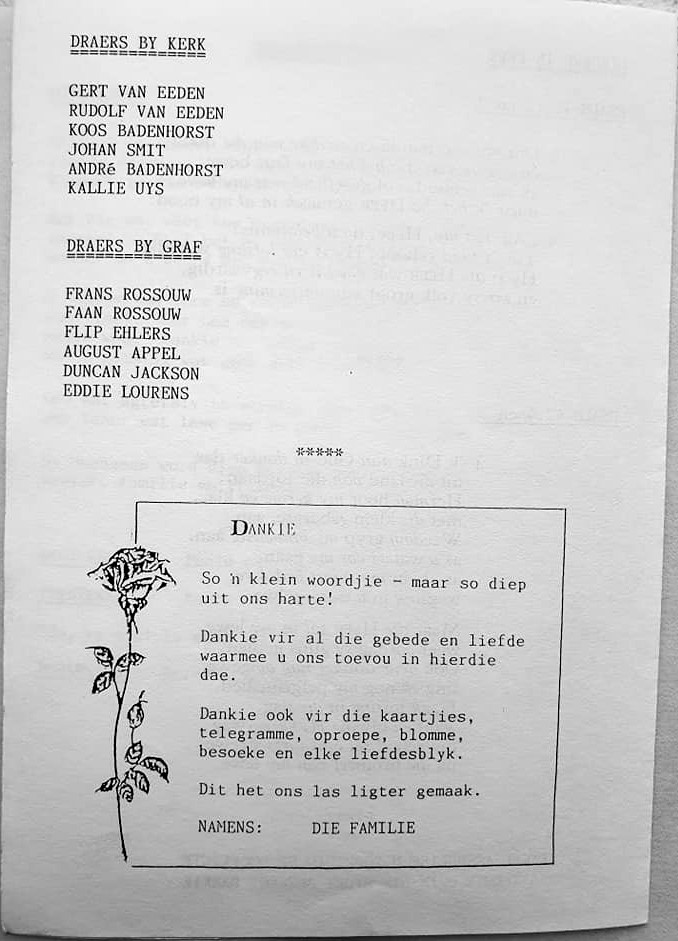 DRAERS BY KERK
GERT VAN EEDEN
RUDOLF VAN EEDEN
KOOS BADENHORST
JOHAN SMIT
ANDRé BADENHORST
KALLIE UYS
DRAERS BY GRAF
FRANS ROSSOUW
FAAN ROSSOUW
FLIP EHLERS
AUGUST APPEL
DUNCAN JACKSON
EDDIE LOURENS
*****
DANKIE
So 'n klein woordjie - maar so diep
uit ons harte!
Dankie vir al die gebede en liefde
waarmee u ons toevou in hierdie
dae.
Dankie ook vir die kaartjies,
telegramme, oproepe, blomme,
besoeke en elke liefdesblyk.
Dit het ons las ligter gemaak.
NAMENS: DIE FAMILIE